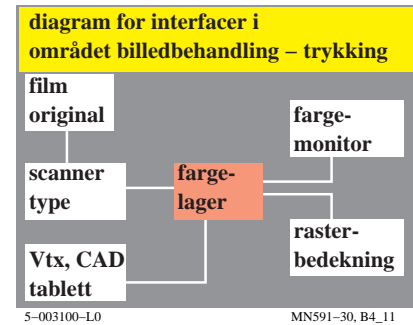 diagram for interfacer i
området billedbehandling – trykking
film
original
farge-
monitor
scanner
type
farge-
lager
raster-
bedekning
Vtx, CAD
tablett
5–003100–L0
MN591–30, B4_11